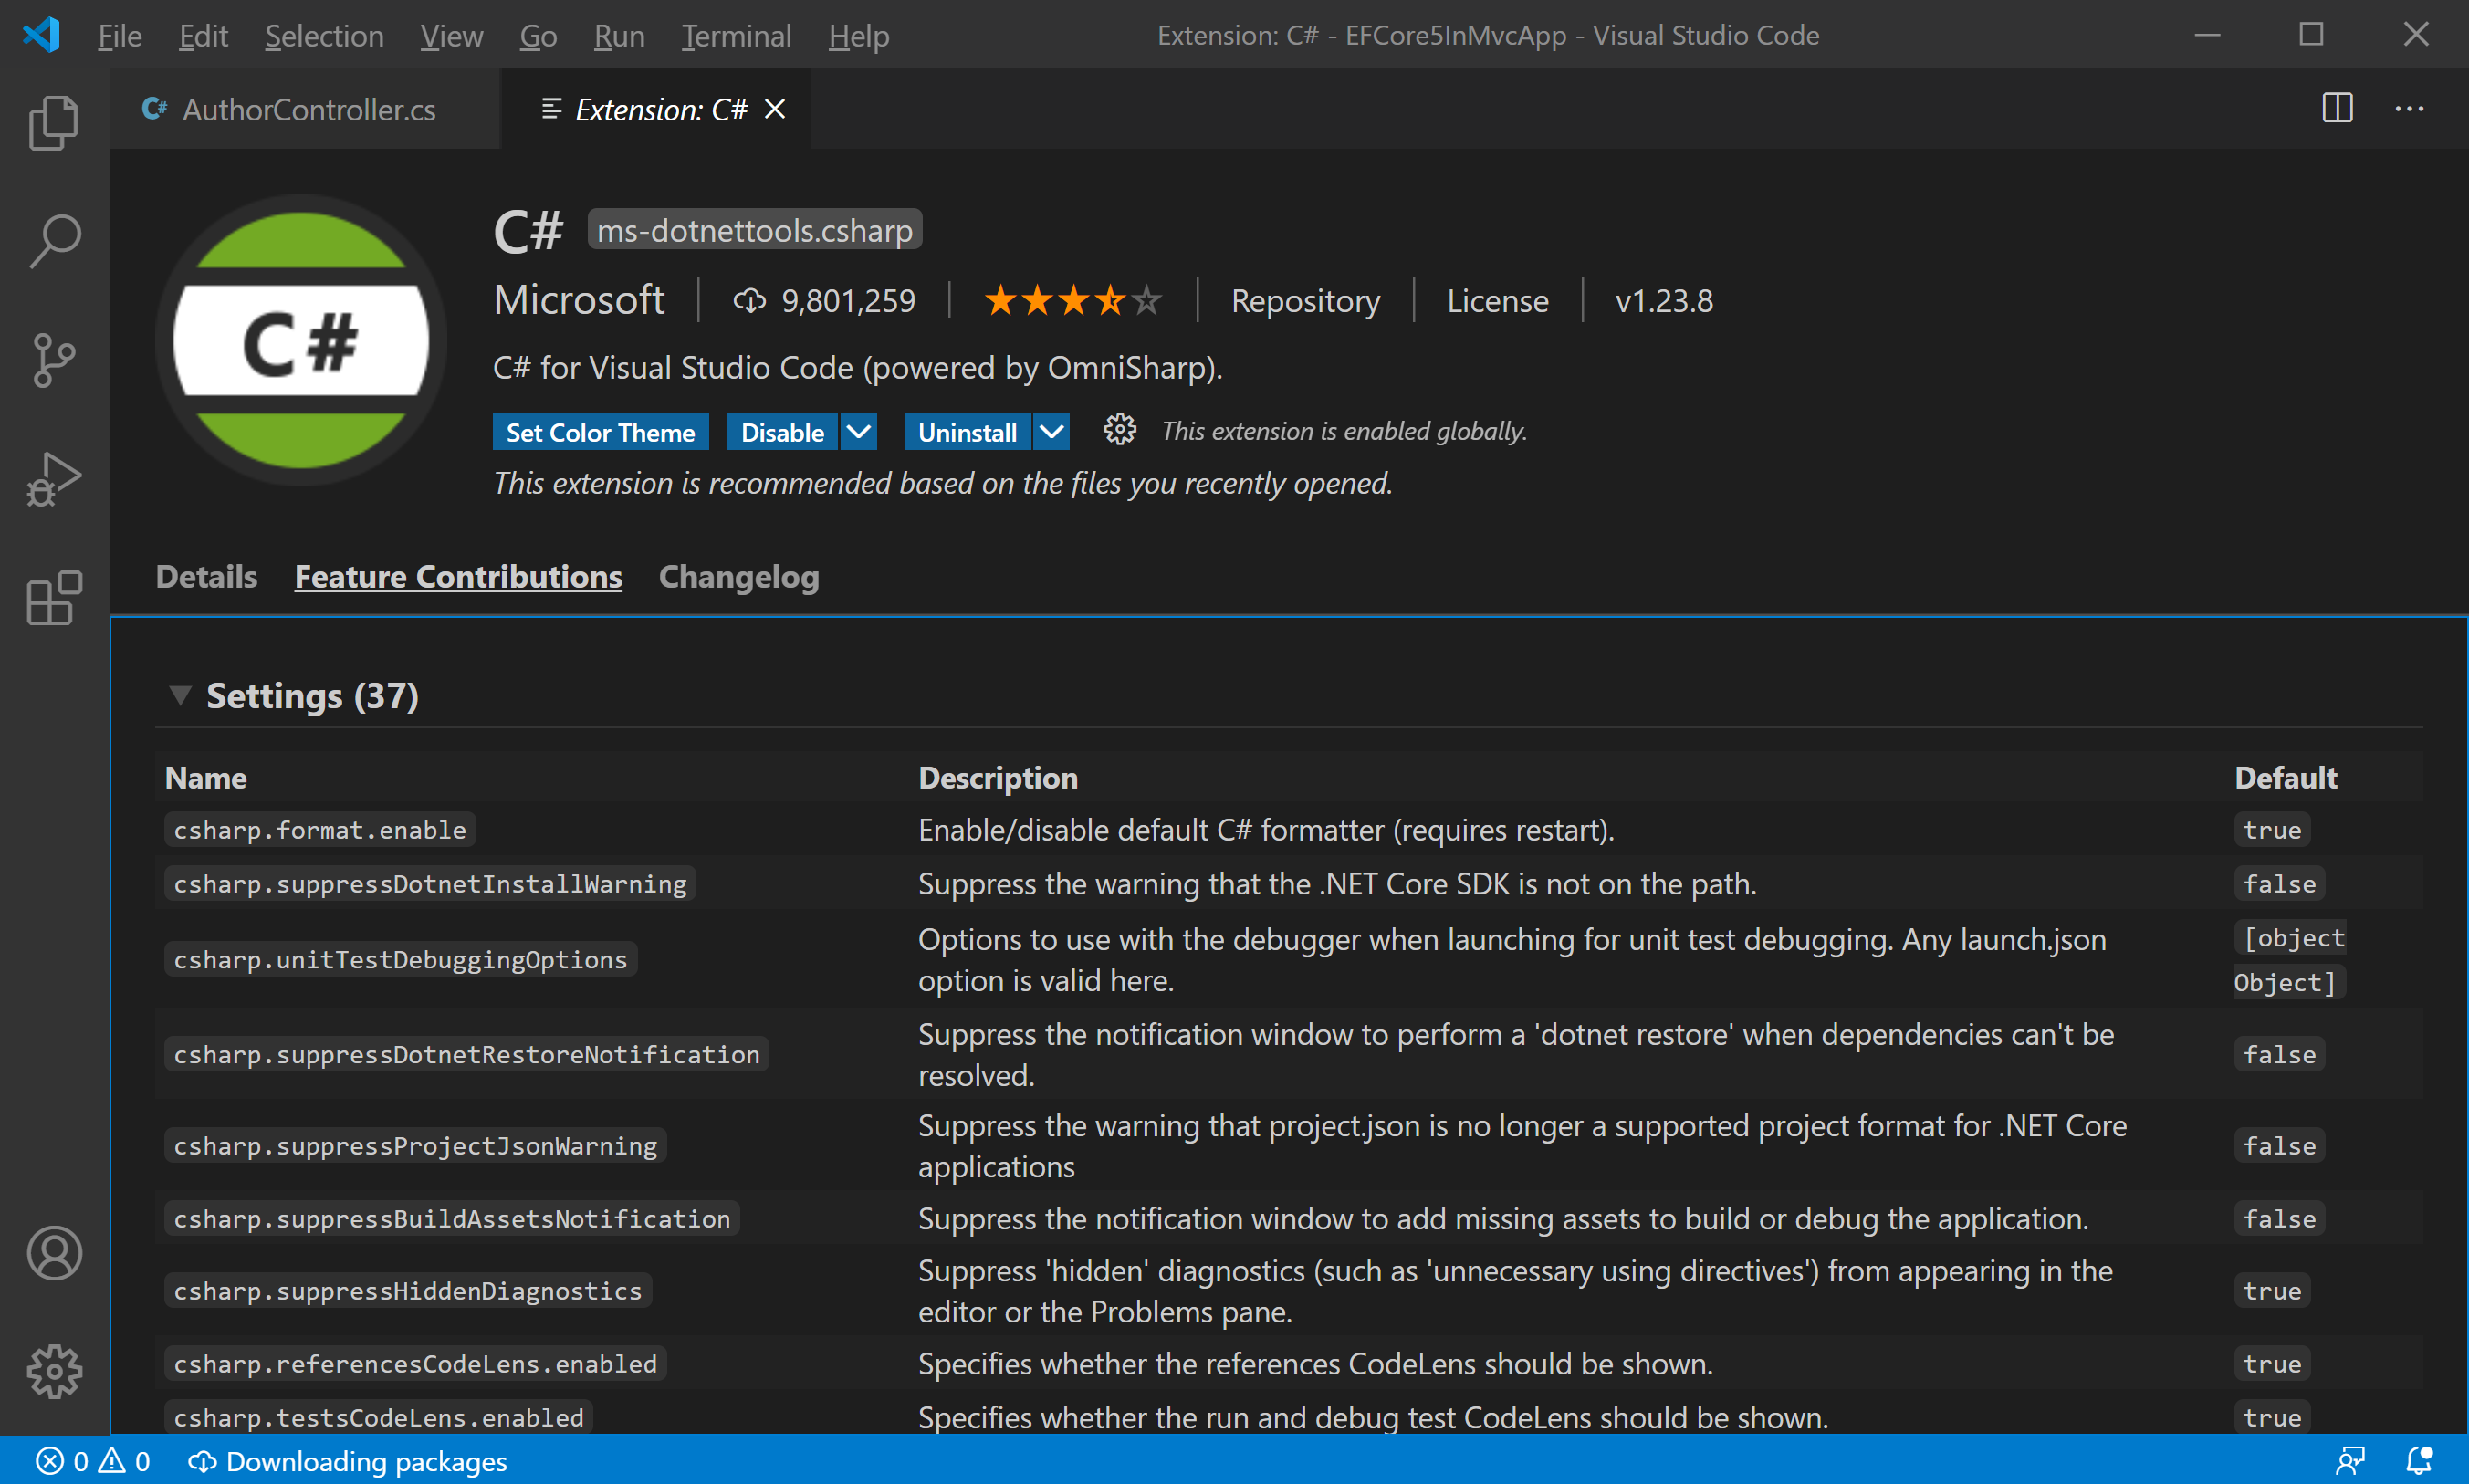 File Edit Selection View Go Run Terminal Help Extension: C# - EFCore5InMvcApp - Visual Studio Code
C# AuthorController.cs Extension: C#
C# ms-dotnettools.csharp
C#
Microsoft 9,801,259 Repository License v1.23.8
C# for Visual Studio Code (powered by OmniSharp).
Set Color Theme Disable Uninstall This extension is enabled globally.
This extension is recommended based on the files you recently opened.
Details Feature Contributions Changelog
Settings (37)
Name Description Default
csharp.format.enable Enable/disable default C# formatter (requires restart). true
csharp.suppressDotnetInstallWarning Suppress the warning that the .NET Core SDK is not on the path. false
csharp.unitTestDebuggingOptions Options to use with the debugger when launching for unit test debugging. Any launch.json [object
option is valid here. Object]
csharp.suppressDotnetRestoreNotification Suppress the notification window to perform a 'dotnet restore' when dependencies can't be false
resolved.
csharp.suppressProjectJsonWarning Suppress the warning that project.json is no longer a supported project format for .NET Core false
applications
csharp.suppressBuildAssetsNotification Suppress the notification window to add missing assets to build or debug the application. false
csharp.suppressHiddenDiagnostics Suppress 'hidden' diagnostics (such as 'unnecessary using directives') from appearing in the true
editor or the Problems pane.
csharp.referencesCodeLens.enabled Specifies whether the references CodeLens should be shown. true
csharp.testsCodeLens.enabled Specifies whether the run and debug test CodeLens should be shown. true
0 0 Downloading packages